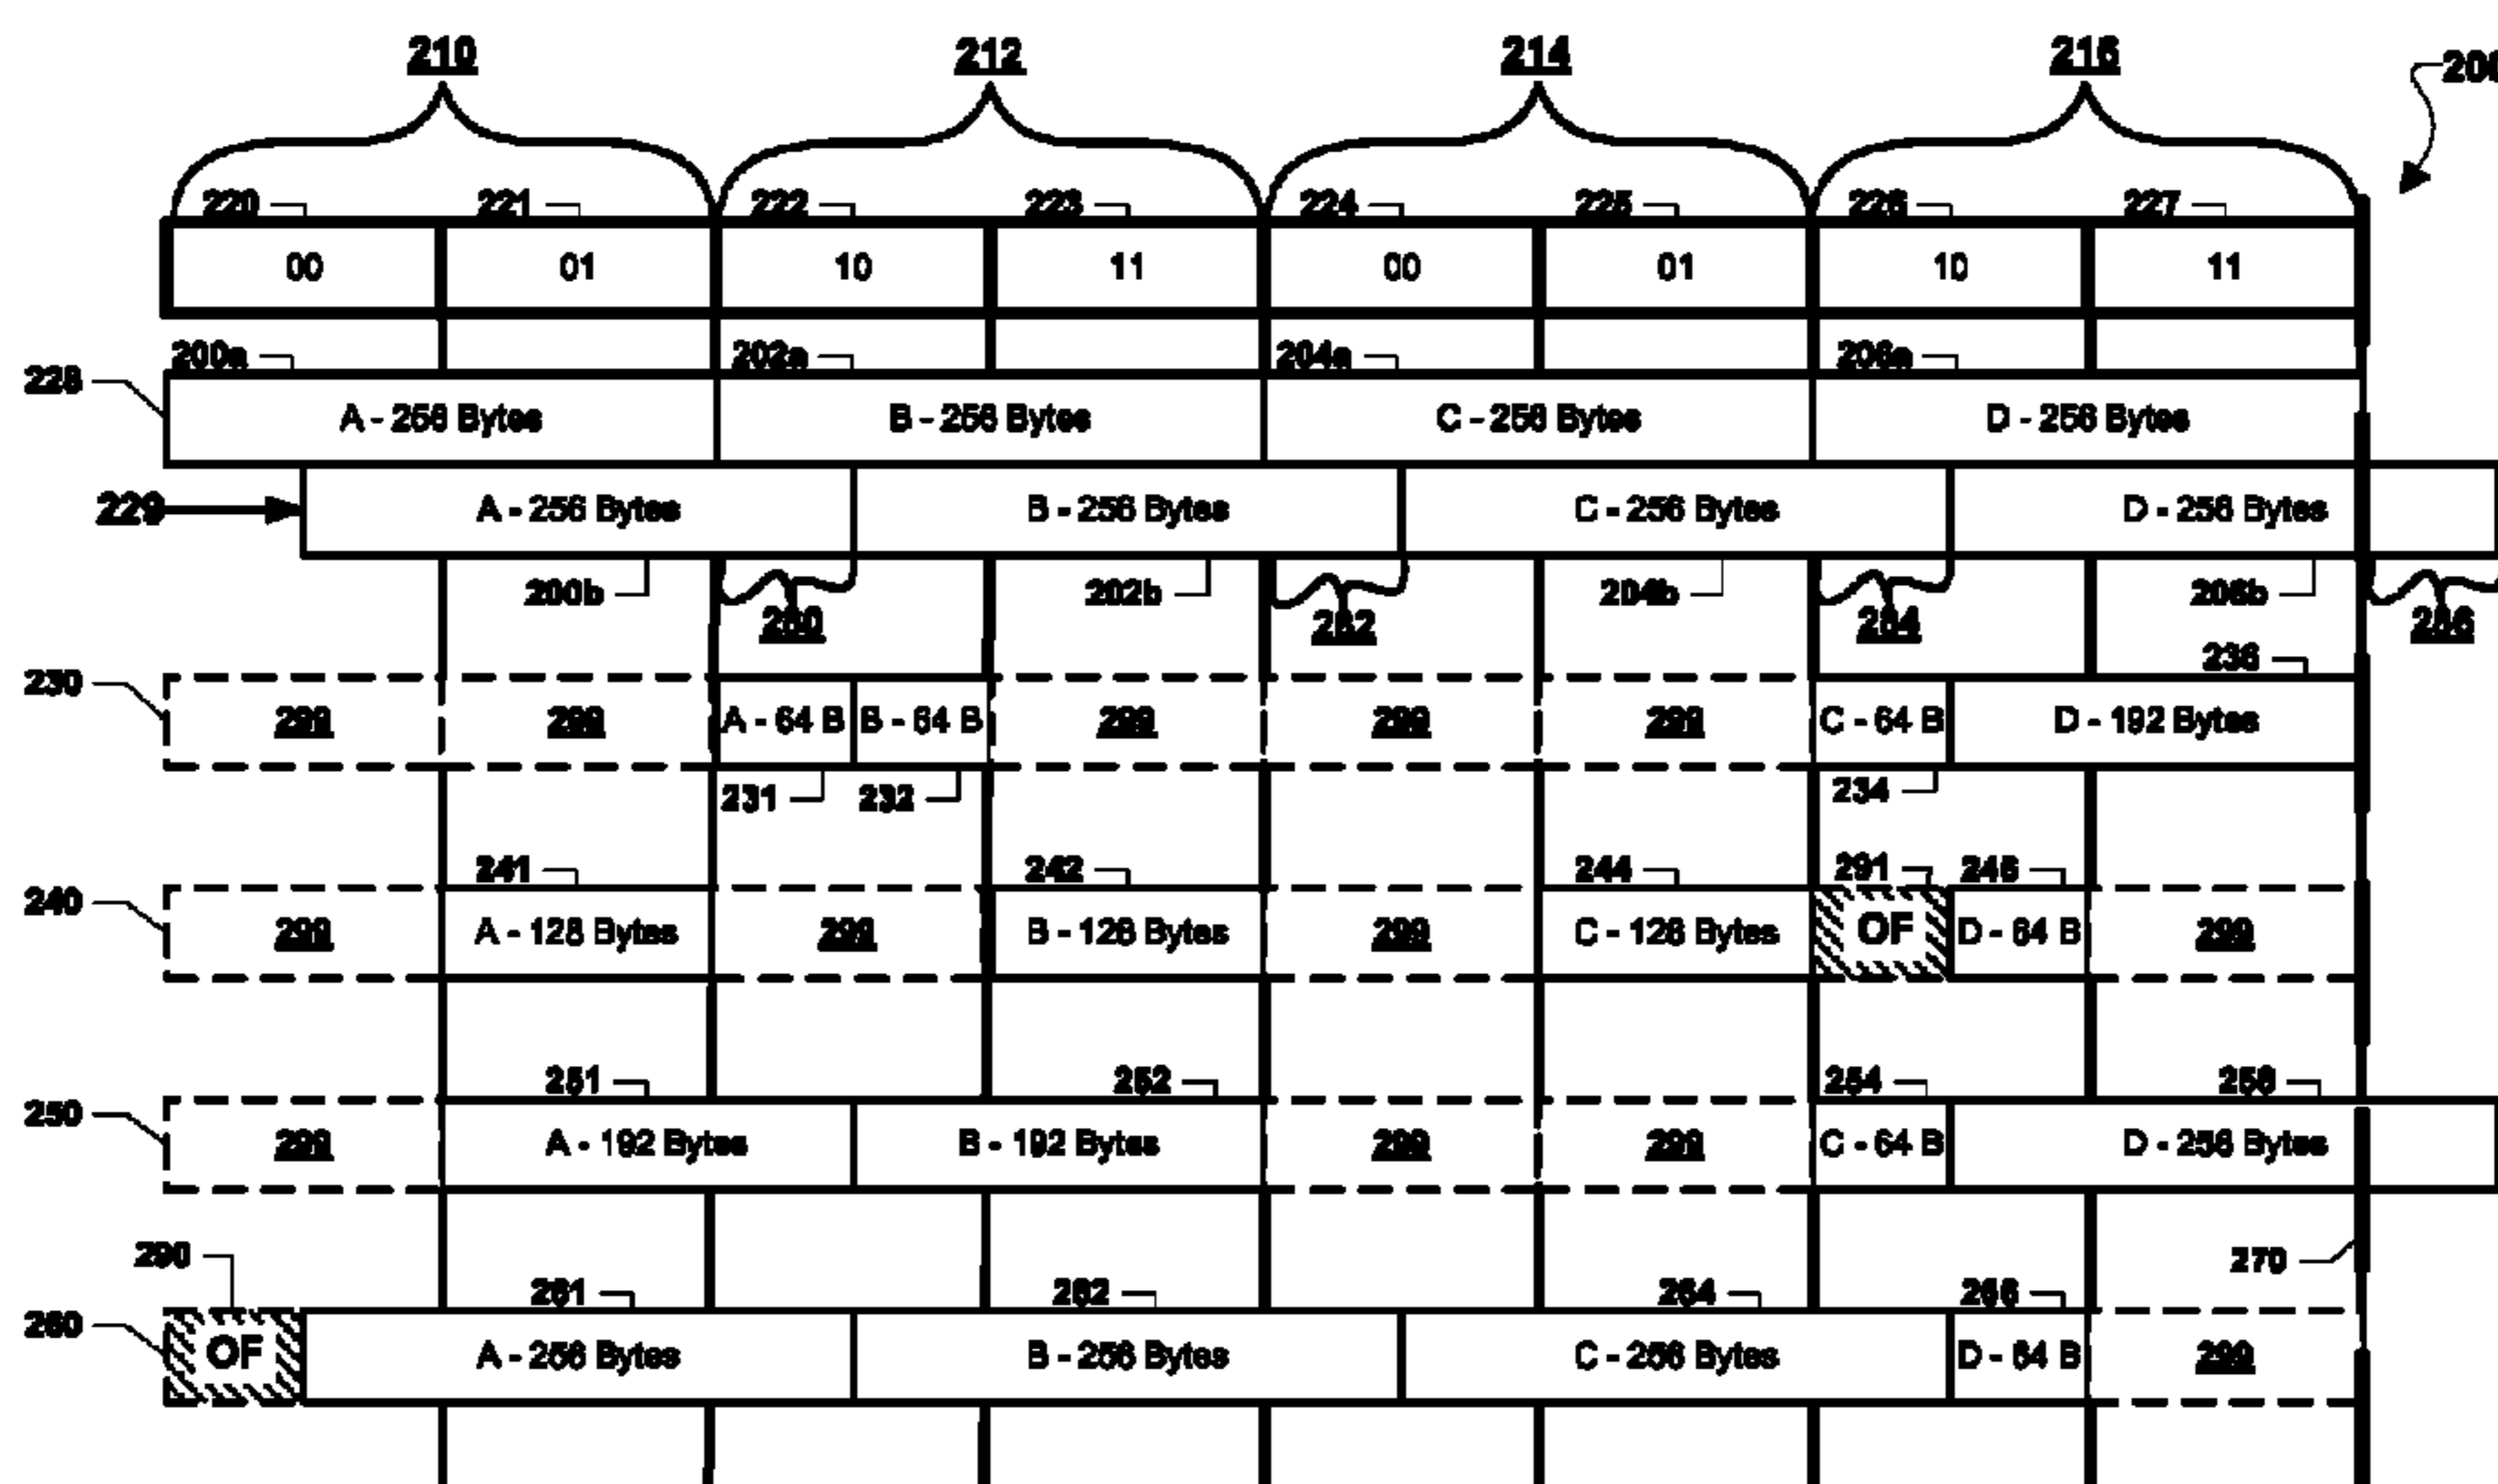 210 212 214 216
220 221 222 223 224 225 226 227
00 01 10 11 00 01 10 11
200a 202a 204a 206a
228
A - 256 Bytes B - 256 Bytes C - 256 Bytes D - 256 Bytes
229 A - 256 Bytes B - 256 Bytes C - 256 Bytes D - 256 Bytes
200b 202b 204b 206b
280 282 284 286
236
230
299 299 A - 64 B B - 64 B 299 299 299 C - 64 B D - 192 Bytes
231 232 234
241 242 244 291 246
240
299 A - 128 Bytes 299 B - 128 Bytes 299 C - 128 Bytes OF D - 64 B 299
251 252 254 256
250
299 A - 192 Bytes B - 192 Bytes 299 299 C - 64 B D - 256 Bytes
290 270
261 262 264 266
260
OF A - 256 Bytes B - 256 Bytes C - 256 Bytes D - 64 B 299